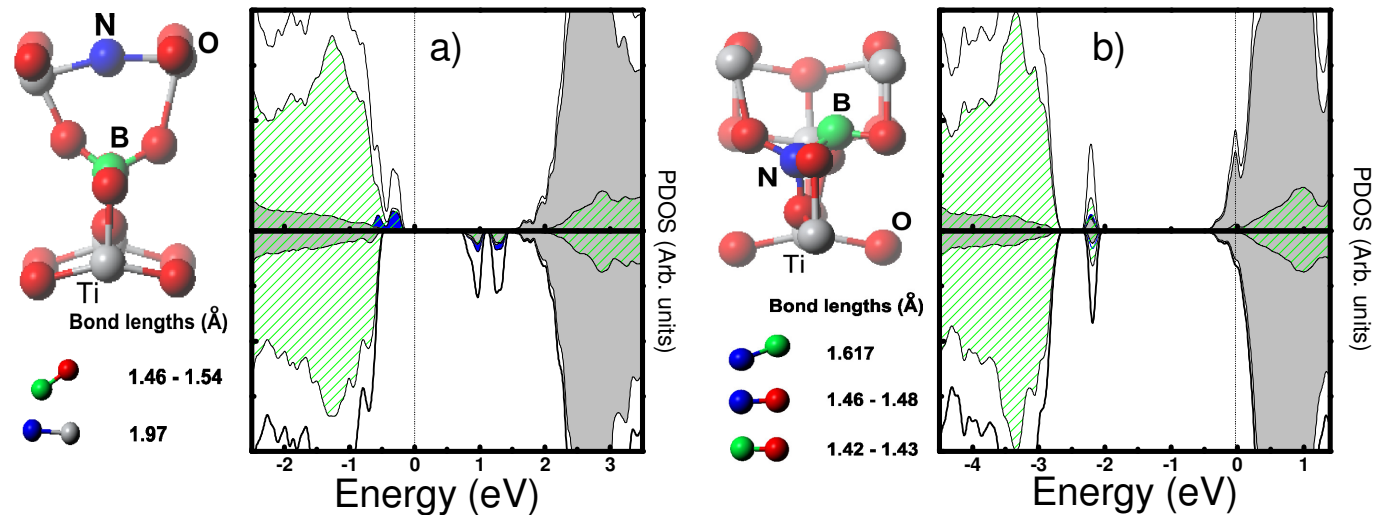 N
O
B
Ti
Bond lengths (Å)
1.46 - 1.54
1.97
a)
-2 -1 0 1 2 3
Energy (eV)
PDOS (Arb. units)
B
N
O
Ti
Bond lengths (Å)
1.617
1.46 - 1.48
1.42 - 1.43
b)
-4 -3 -2 -1 0 1
Energy (eV)
PDOS (Arb. units)